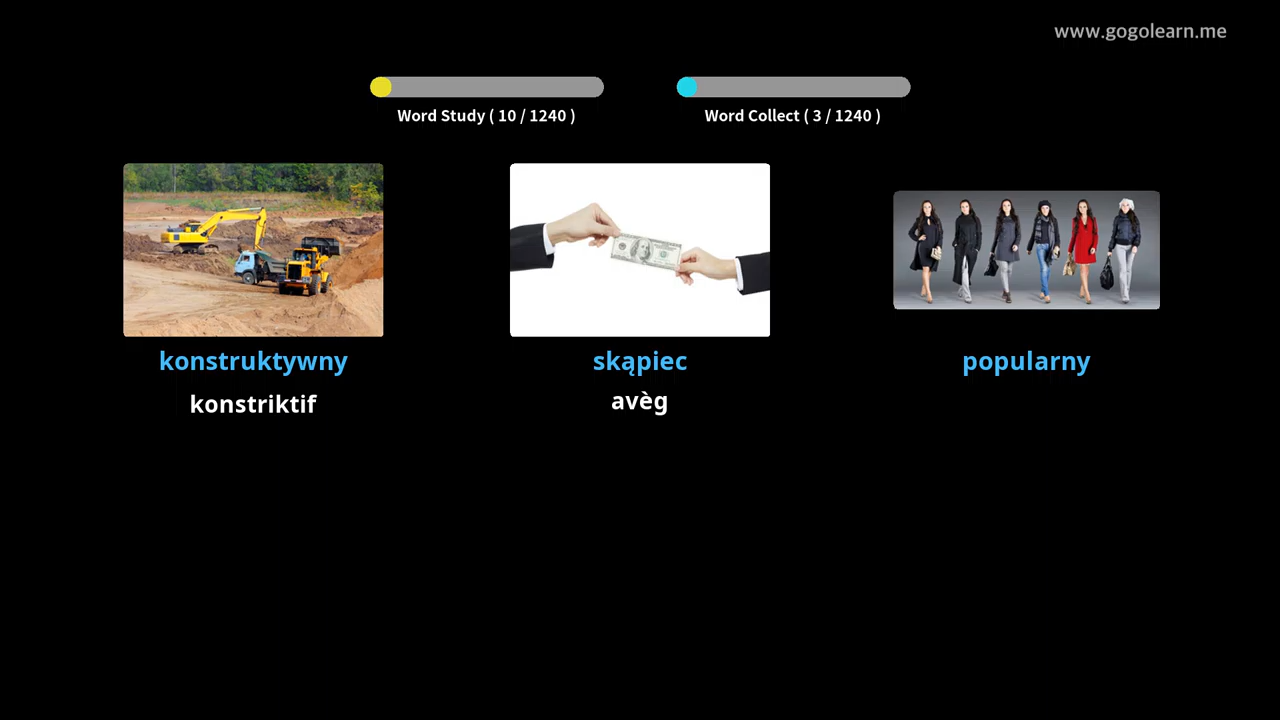 www.gogolearn.me
Word Study ( 10 / 1240 )
Word Collect ( 3 / 1240 )
konstruktywny
skąpiec
popularny
konstriktif
avèg